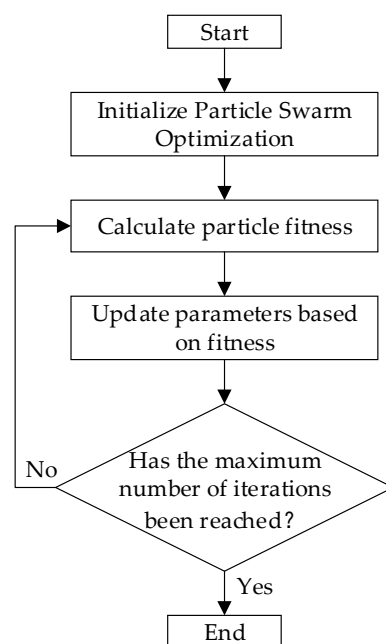 Start
Initialize Particle Swarm
Optimization
Calculate particle fitness
Update parameters based
on fitness
No
Has the maximum
number of iterations
been reached?
Yes
End